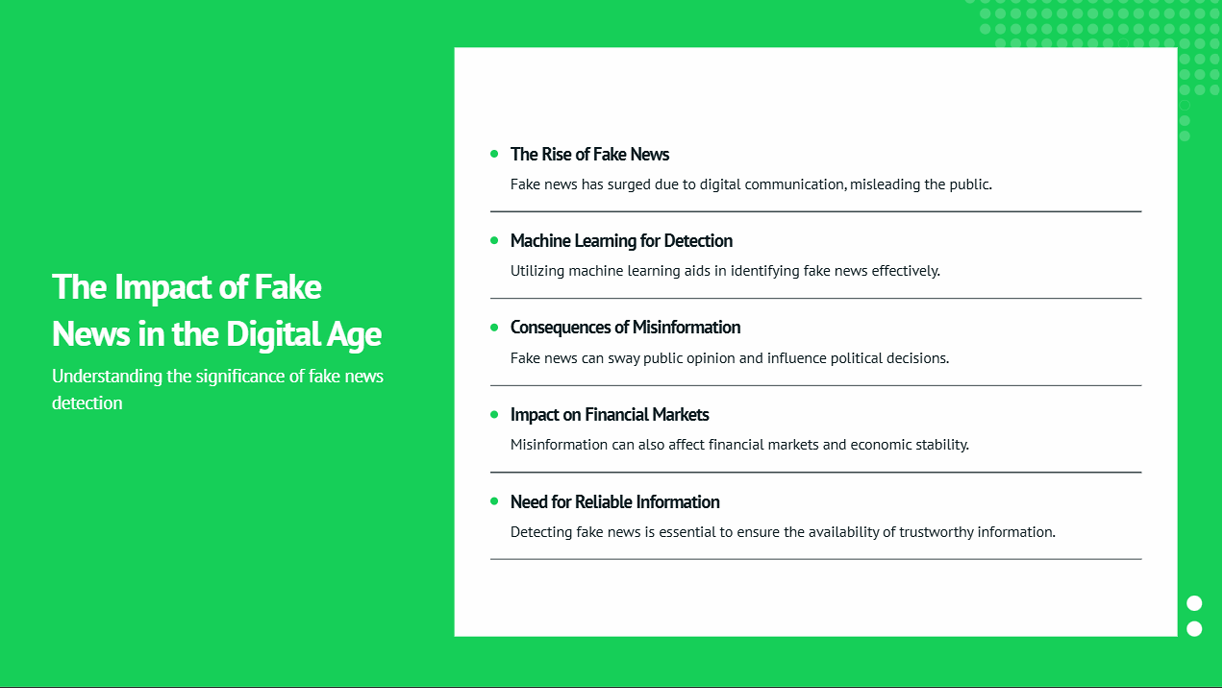 The Impact of Fake
News in the Digital Age
Understanding the significance of fake news
detection
The Rise of Fake News
Fake news has surged due to digital communication, misleading the public.
Machine Learning for Detection
Utilizing machine learning aids in identifying fake news effectively.
Consequences of Misinformation
Fake news can sway public opinion and influence political decisions.
Impact on Financial Markets
Misinformation can also affect financial markets and economic stability.
Need for Reliable Information
Detecting fake news is essential to ensure the availability of trustworthy information.